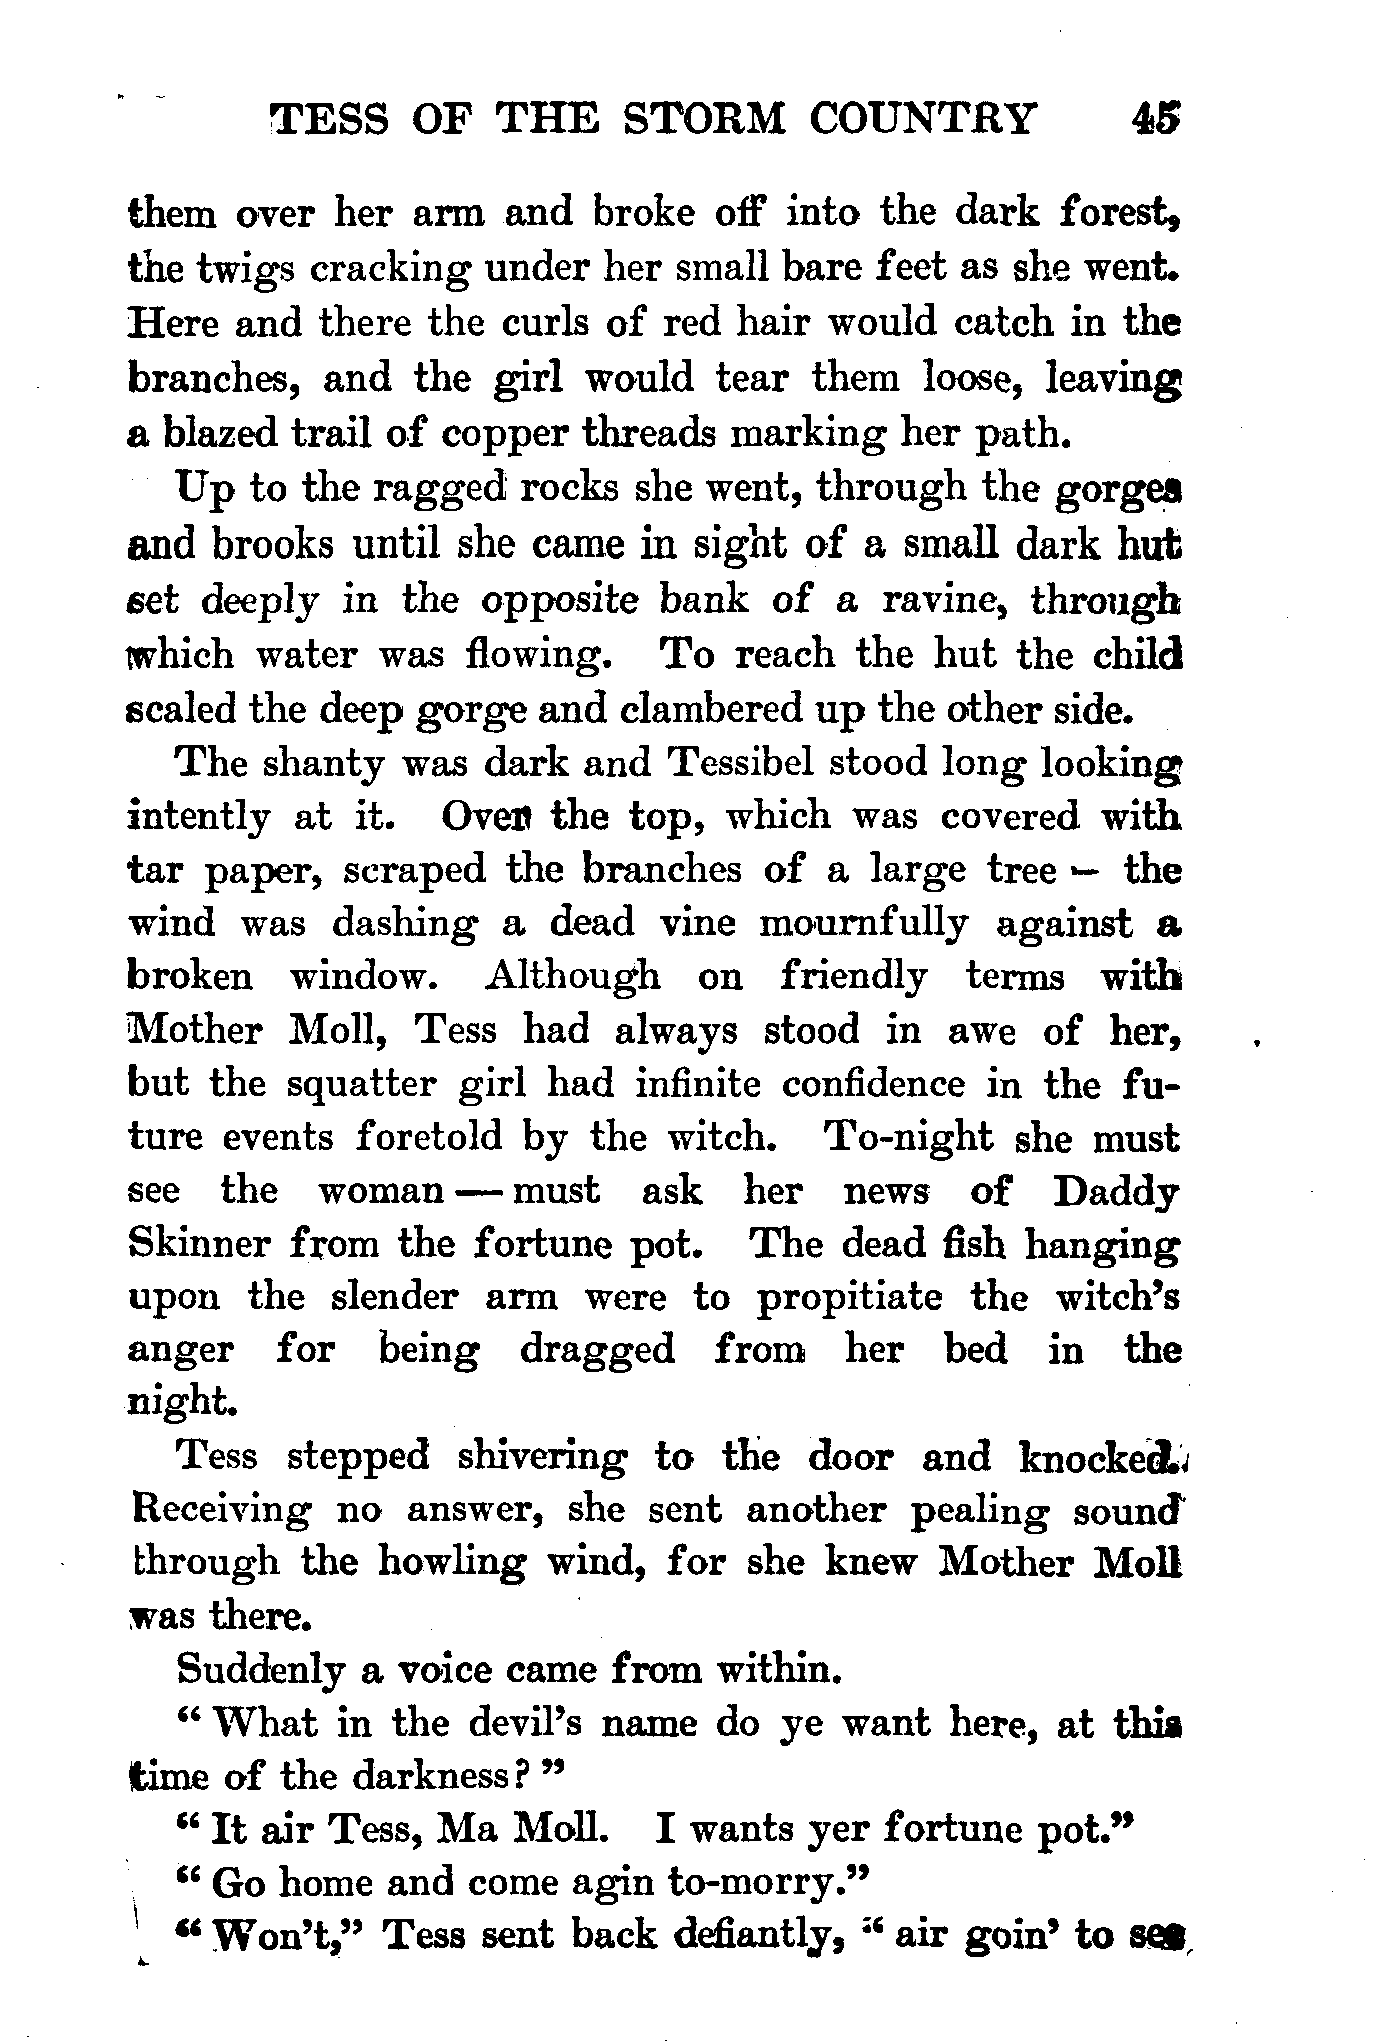 TESS OF THE STORM COUNTRY 45
them over her arm and broke off into the dark forest,
the twigs cracking under her small bare feet as she went.
Here and there the curls of red hair would catch in the
branches, and the girl would tear them loose, leaving
a blazed trail of copper threads marking her path.
Up to the ragged rocks she went, through the gorges
and brooks until she came in sight of a small dark hut
set deeply in the opposite bank of a ravine, through
which water was flowing. To reach the hut the child
scaled the deep gorge and clambered up the other side.
The shanty was dark and Tessibel stood long looking
intently at it. Over the top, which was covered with
tar paper, scraped the branches of a large tree — the
wind was dashing a dead vine mournfully against a
broken window. Although on friendly terms with
Mother Moll, Tess had always stood in awe of her,
but the squatter girl had infinite confidence in the fu-
ture events foretold by the witch. To-night she must
see the woman — must ask her news of Daddy
Skinner from the fortune pot. The dead fish hanging
upon the slender arm were to propitiate the witch's
anger for being dragged from her bed in the
night.
Tess stepped shivering to the door and knocked.
Receiving no answer, she sent another pealing sound
through the howling wind, for she knew Mother Moll
was there.
Suddenly a voice came from within.
" What in the devil's name do ye want here, at this
time of the darkness? "
" It air Tess, Ma Moll. I wants yer fortune pot."
" Go home and come agin to-morry."
" Won't," Tess sent back defiantly, " air goin' to see